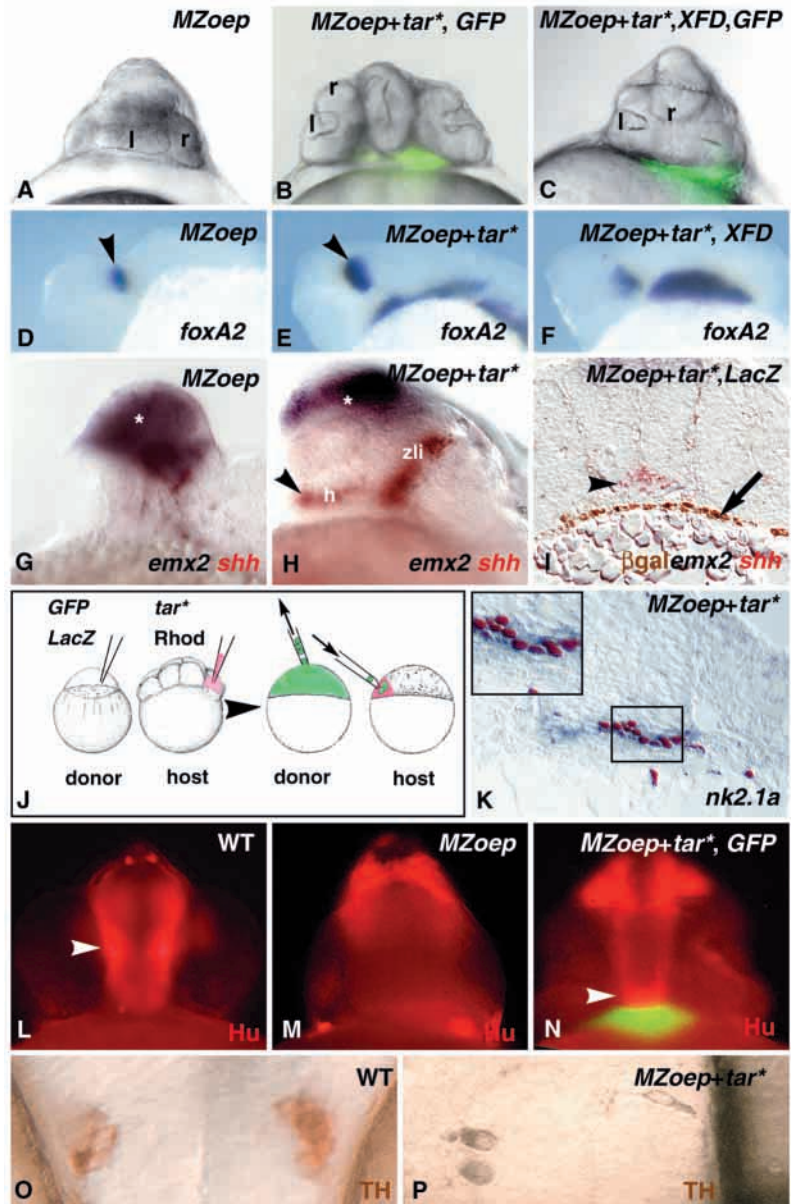 MZoep
l
r
A
MZoep+tar*, GFP
r
l
B
MZoep+tar*,XFD,GFP
l
r
C
MZoep
D
foxA2
MZoep+tar*
E
foxA2
MZoep+tar*, XFD
F
foxA2
MZoep
*
G
emx2 shh
MZoep+tar*
*
zli
h
H
emx2 shh
MZoep+tar*,LacZ
I
βgal emx2 shh
GFP
LacZ
tar*
Rhod
donor
host
donor
host
J
MZoep+tar*
K
nk2.1a
WT
L
Hu
MZoep
M
Hu
MZoep+tar*, GFP
N
Hu
WT
O
TH
MZoep+tar*
P
TH